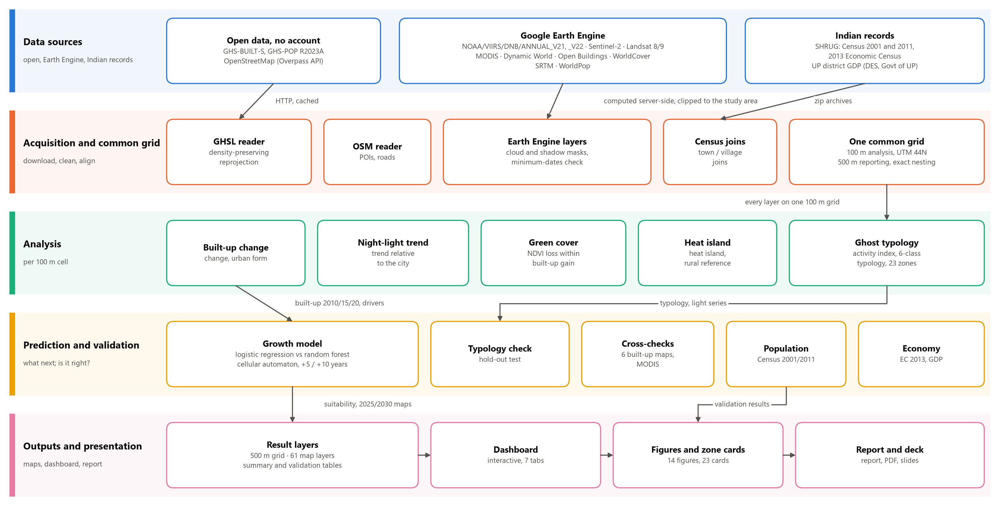 Data sources
open, Earth Engine, Indian records
Open data, no account
GHS-BUILT-S, GHS-POP R2023A
OpenStreetMap (Overpass API)
Google Earth Engine
NOAA/VIIRS/DNB/ANNUAL_V21, _V22 · Sentinel-2 · Landsat 8/9
MODIS · Dynamic World · Open Buildings · WorldCover
SRTM · WorldPop
Indian records
SHRUG: Census 2001 and 2011,
2013 Economic Census
UP district GDP (DES, Govt of UP)
HTTP, cached
computed server-side, clipped to the study area
zip archives
Acquisition and common grid
download, clean, align
GHSL reader
density-preserving
reprojection
OSM reader
POIs, roads
Earth Engine layers
cloud and shadow masks,
minimum-dates check
Census joins
town / village
joins
One common grid
100 m analysis, UTM 44N
500 m reporting, exact nesting
every layer on one 100 m grid
Analysis
per 100 m cell
Built-up change
change, urban form
Night-light trend
trend relative
to the city
Green cover
NDVI loss within
built-up gain
Heat island
heat island,
rural reference
Ghost typology
activity index, 6-class
typology, 23 zones
built-up 2010/15/20, drivers
typology, light series
Prediction and validation
what next; is it right?
Growth model
logistic regression vs random forest
cellular automaton, +5 / +10 years
Typology check
hold-out test
Cross-checks
6 built-up maps,
MODIS
Population
Census 2001/2011
Economy
EC 2013, GDP
suitability, 2025/2030 maps
validation results
Outputs and presentation
maps, dashboard, report
Result layers
500 m grid · 61 map layers
summary and validation tables
Dashboard
interactive, 7 tabs
Figures and zone cards
14 figures, 23 cards
Report and deck
report, PDF, slides